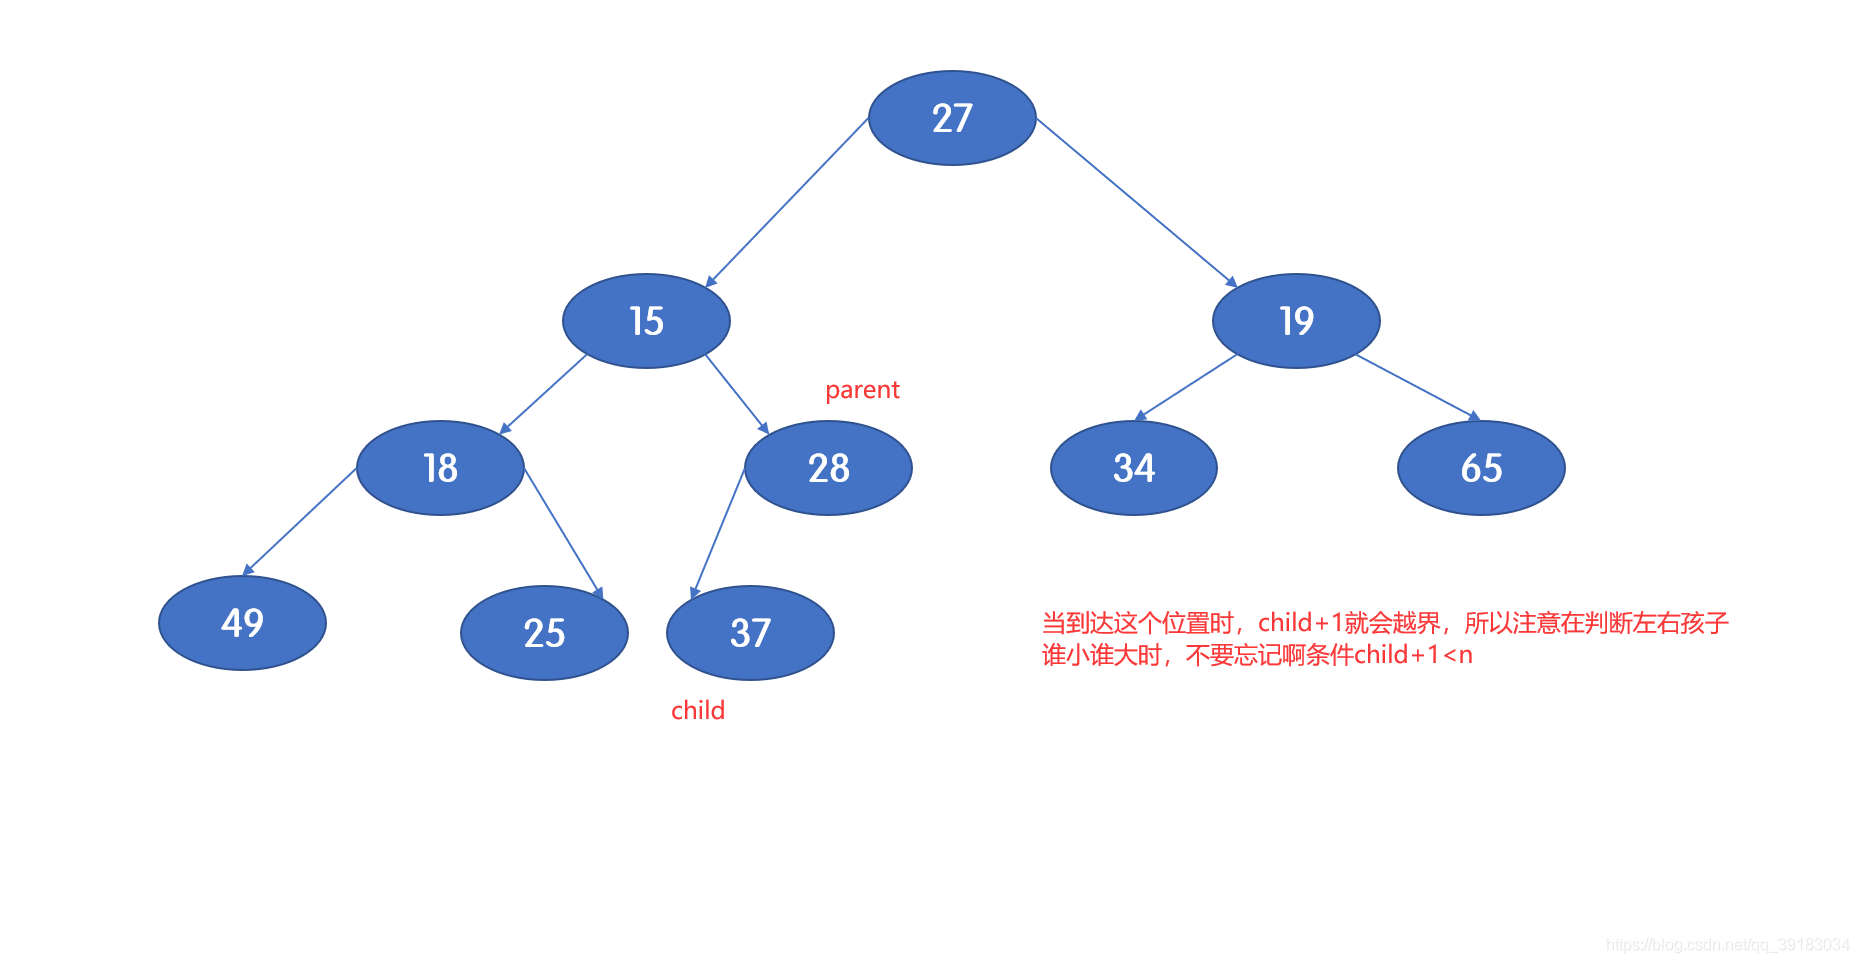 27
15
19
parent
18
28
34
65
49
25
37
当到达这个位置时，child+1就会越界，所以注意在判断左右孩子
谁小谁大时，不要忘记啊条件child+1<n
child
https://blog.csdn.net/qq_39183034